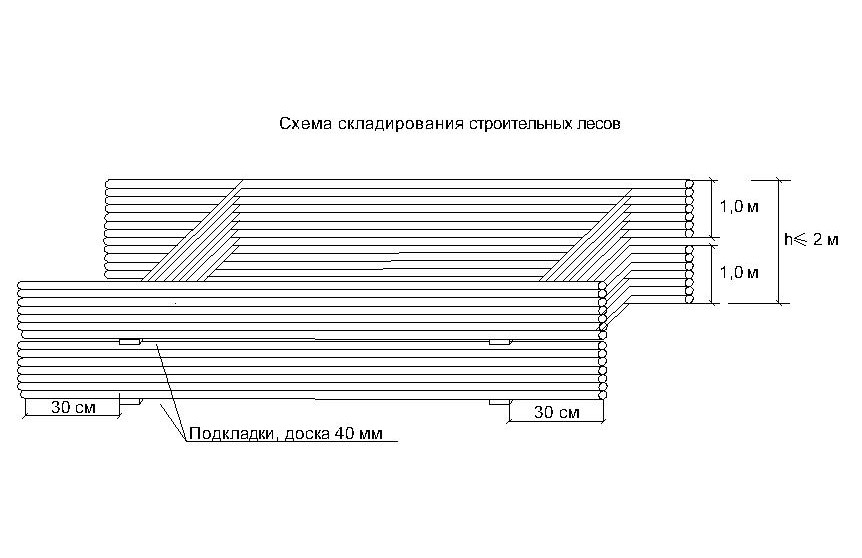 Схема складирования строительных лесов
1,0 м
h⩽ 2 м
1,0 м
30 см
30 см
Подкладки, доска 40 мм